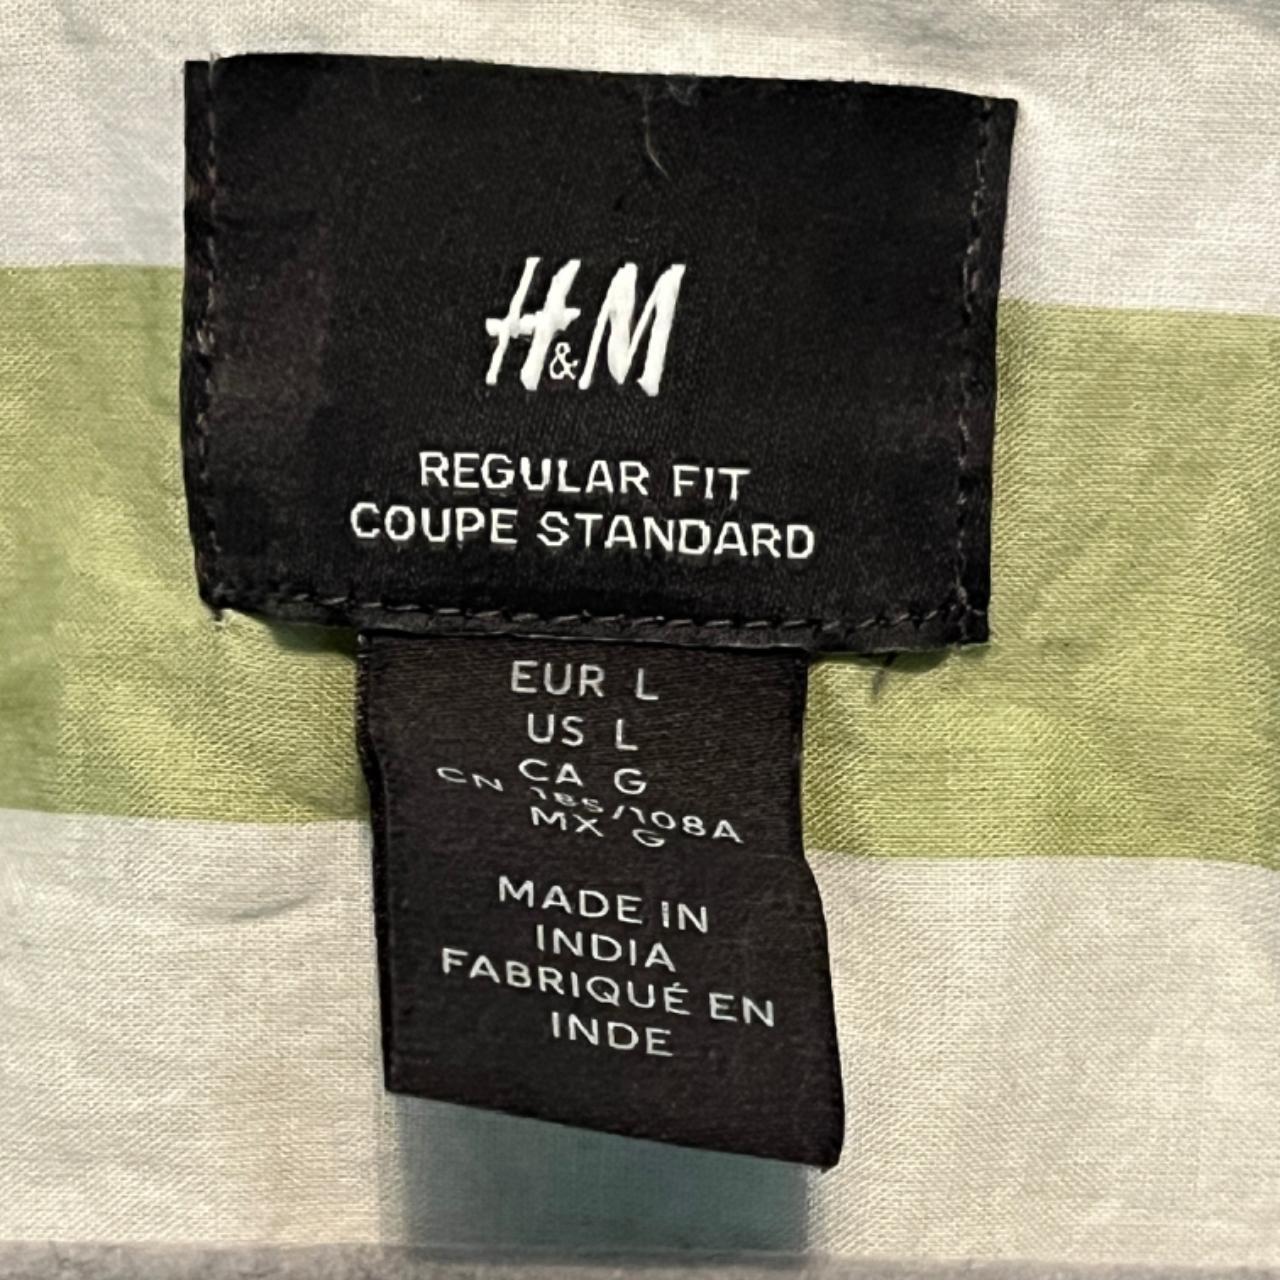 H&M
REGULAR FIT
COUPE STANDARD
EUR L
US L
CA G
CN 185/108A
MX G
MADE IN
INDIA
FABRIQUÉ EN
INDE